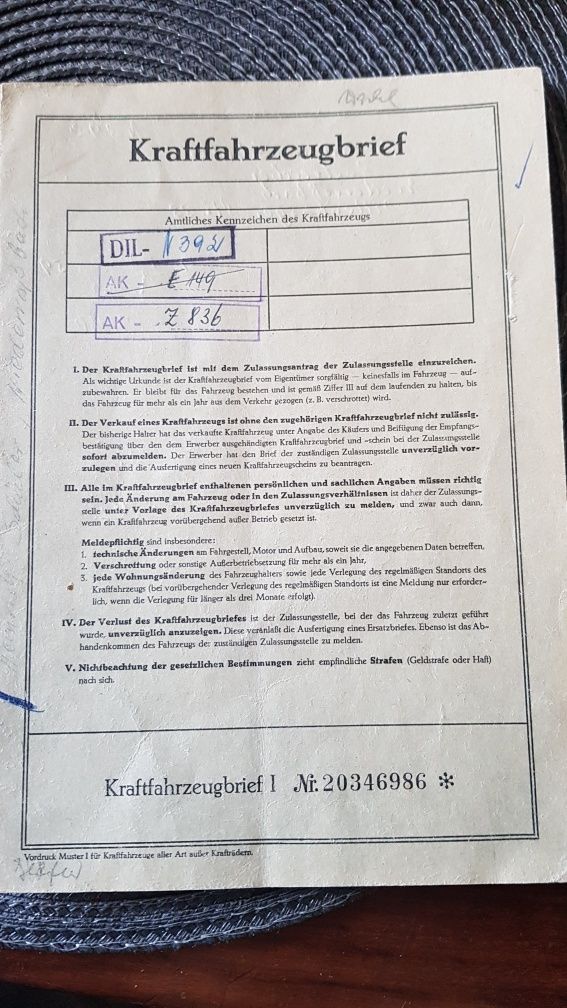 Kraftfahrzeugbrief
Amtliches Kennzeichen des Kraftfahrzeugs
DIL- N 392
AK - E 149
AK - Z 836
I. Der Kraftfahrzeugbrief ist mit dem Zulassungsantrag der Zulassungsstelle einzureichen.
Als wichtige Urkunde ist der Kraftfahrzeugbrief vom Eigentümer sorgfältig — keinesfalls im Fahrzeug — auf-
zubewahren. Er bleibt für das Fahrzeug bestehen und ist gemäß Ziffer III auf dem laufenden zu halten, bis
das Fahrzeug für mehr als ein Jahr aus dem Verkehr gezogen (z. B. verschrottet) wird.
II. Der Verkauf eines Kraftfahrzeugs ist ohne den zugehörigen Kraftfahrzeugbrief nicht zulässig.
Der bisherige Halter hat das verkaufte Kraftfahrzeug unter Angabe des Käufers und Beifügung der Empfangs-
bestätigung über den dem Erwerber ausgehändigten Kraftfahrzeugbrief und -schein bei der Zulassungsstelle
sofort abzumelden. Der Erwerber hat den Brief der zuständigen Zulassungsstelle unverzüglich vor-
zulegen und die Ausfertigung eines neuen Kraftfahrzeugscheins zu beantragen.
III. Alle im Kraftfahrzeugbrief enthaltenen persönlichen und sachlichen Angaben müssen richtig
sein. Jede Änderung am Fahrzeug oder in den Zulassungsverhältnissen ist daher der Zulassungs-
stelle unter Vorlage des Kraftfahrzeugbriefes unverzüglich zu melden, und zwar auch dann,
wenn ein Kraftfahrzeug vorübergehend außer Betrieb gesetzt ist.
Meldepflichtig sind insbesondere:
1. technische Änderungen am Fahrgestell, Motor und Aufbau, soweit sie die angegebenen Daten betreffen,
2. Verschrottung oder sonstige Außerbetriebsetzung für mehr als ein Jahr,
3. jede Wohnungsänderung des Fahrzeughalters sowie jede Verlegung des regelmäßigen Standorts des
Kraftfahrzeugs (bei vorübergehender Verlegung des regelmäßigen Standorts ist eine Meldung nur erforder-
lich, wenn die Verlegung für länger als drei Monate erfolgt).
IV. Der Verlust des Kraftfahrzeugbriefes ist der Zulassungsstelle, bei der das Fahrzeug zuletzt geführt
wurde, unverzüglich anzuzeigen. Diese veranlaßt die Ausfertigung eines Ersatzbriefes. Ebenso ist das Ab-
handenkommen des Fahrzeugs der zuständigen Zulassungsstelle zu melden.
V. Nichtbeachtung der gesetzlichen Bestimmungen zieht empfindliche Strafen (Geldstrafe oder Haft)
nach sich.
Kraftfahrzeugbrief I Nr. 20346986 *
Vordruck Muster I für Kraftfahrzeuge aller Art außer Krafträdern.